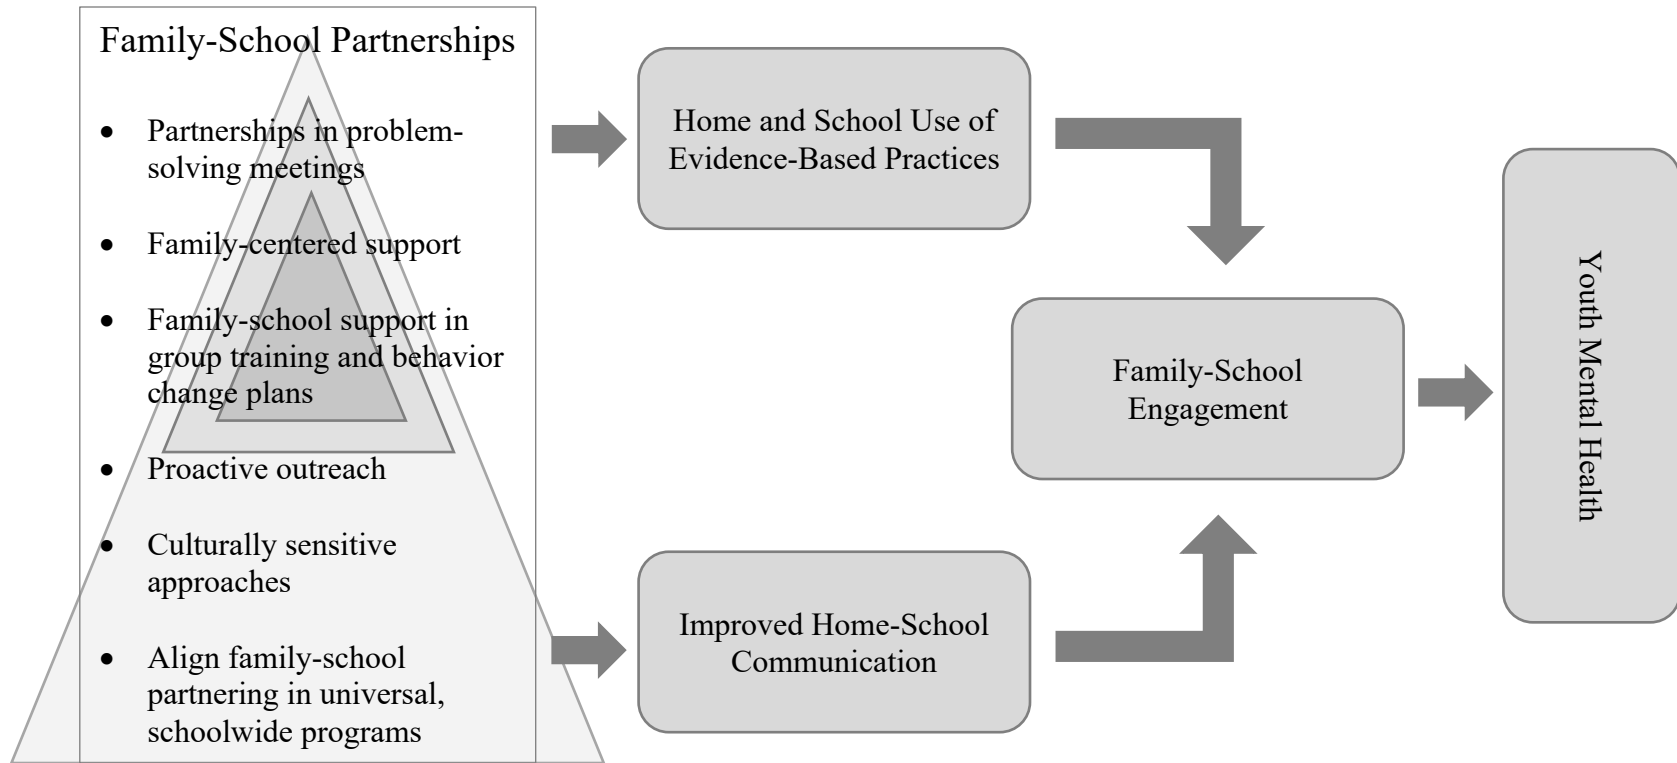 Family-School Partnerships
• Partnerships in problem-
solving meetings
• Family-centered support
• Family-school support in
group training and behavior
change plans
• Proactive outreach
• Culturally sensitive
approaches
• Align family-school
partnering in universal,
schoolwide programs
Home and School Use of
Evidence-Based Practices
Improved Home-School
Communication
Family-School
Engagement
Youth Mental Health